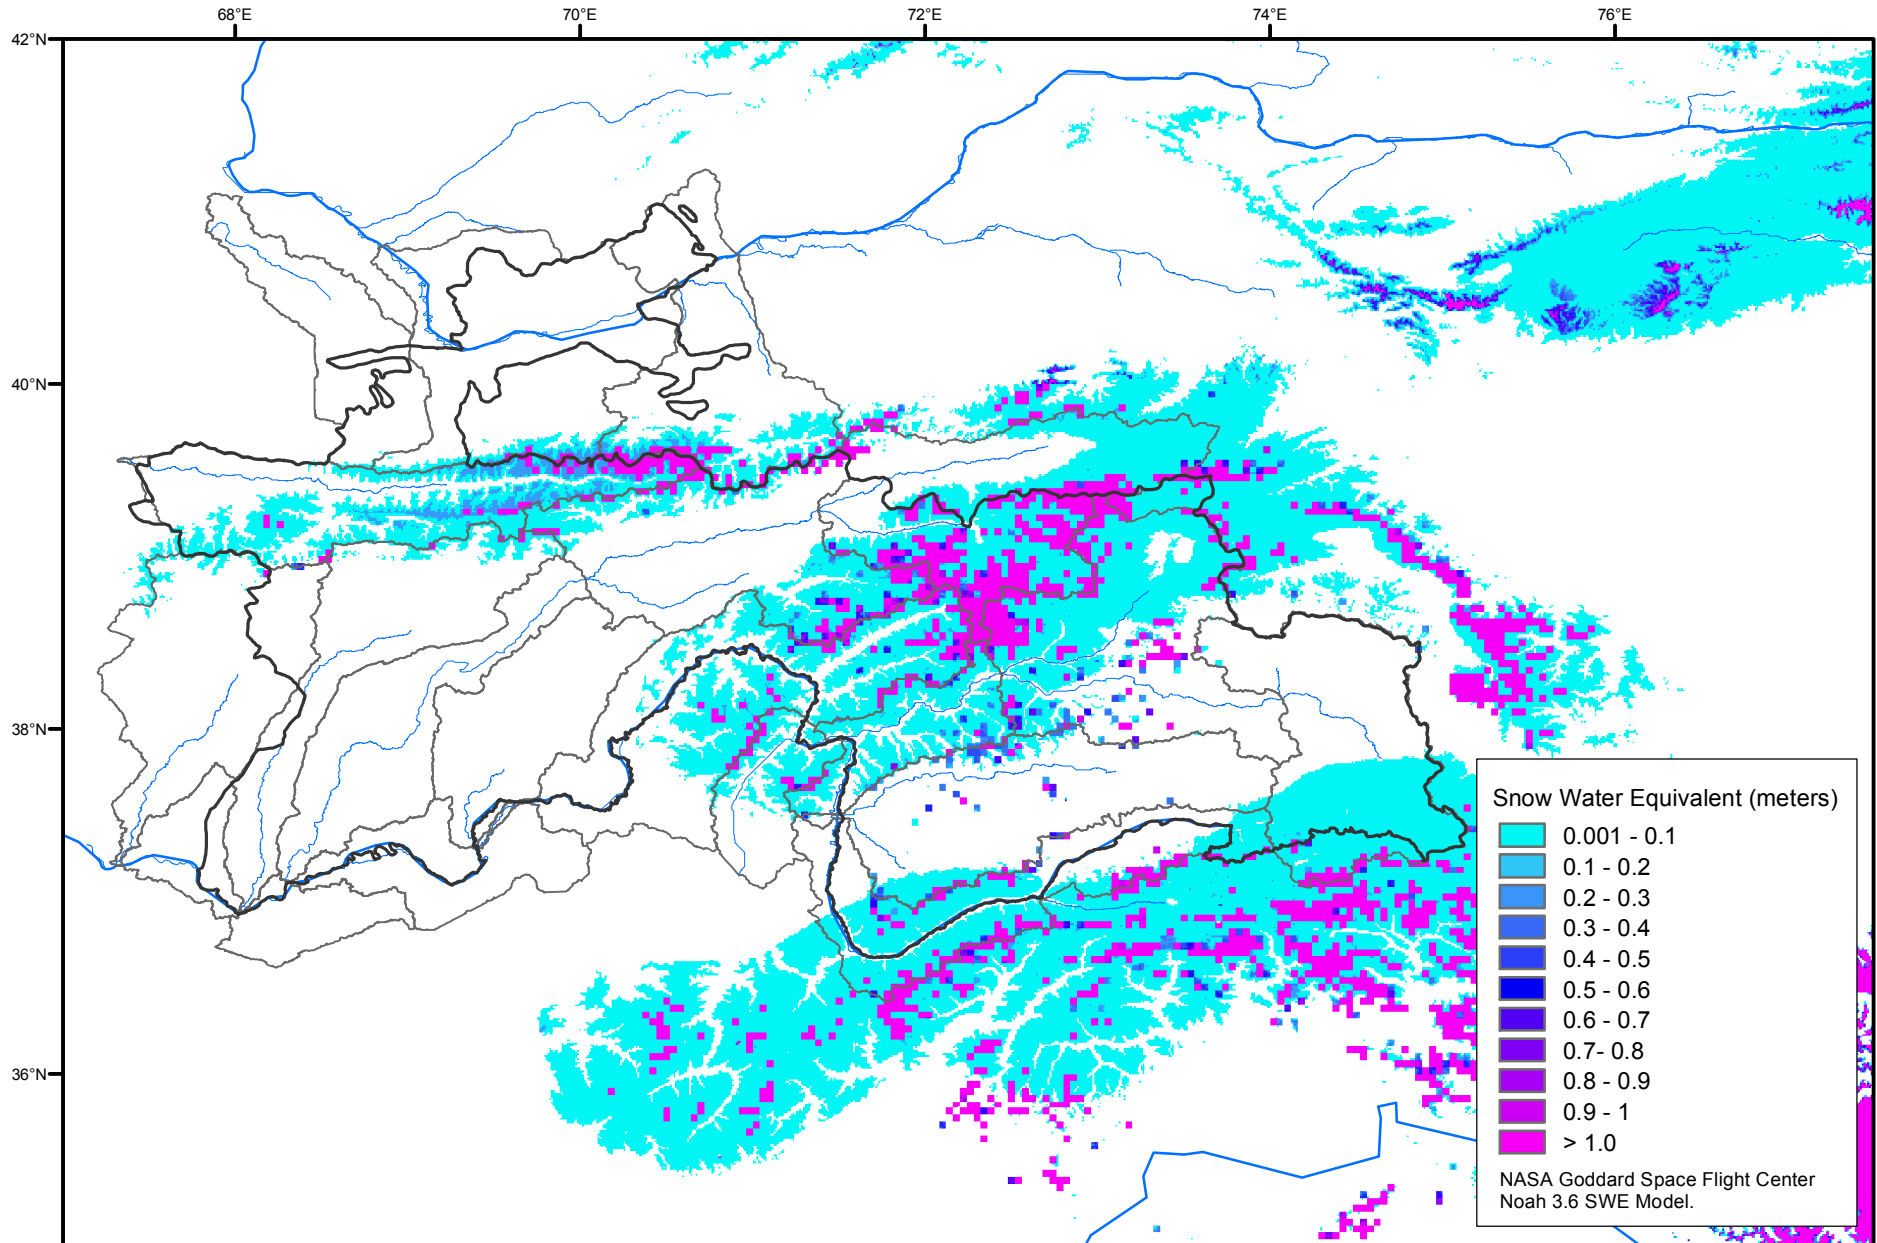 68°E
70°E
72°E
74°E
76°E
42°N
40°N
38°N
36°N
Snow Water Equivalent (meters)
0.001 - 0.1
0.1 - 0.2
0.2 - 0.3
0.3 - 0.4
0.4 - 0.5
0.5 - 0.6
0.6 - 0.7
0.7- 0.8
0.8 - 0.9
0.9 - 1
> 1.0
NASA Goddard Space Flight Center
Noah 3.6 SWE Model.